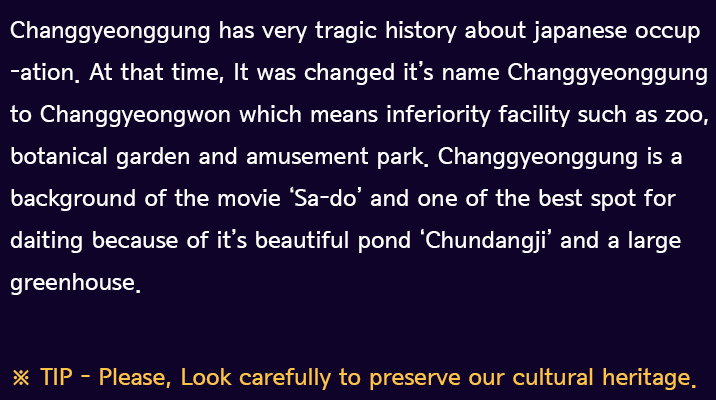 Changgyeonggung has very tragic history about japanese occup
-ation. At that time, It was changed it's name Changgyeonggung
to Changgyeongwon which means inferiority facility such as zoo,
botanical garden and amusement park. Changgyeonggung is a
background of the movie ‘Sa-do’ and one of the best spot for
daiting because of it's beautiful pond ‘Chundangji’ and a large
greenhouse.
※ TIP - Please, Look carefully to preserve our cultural heritage.